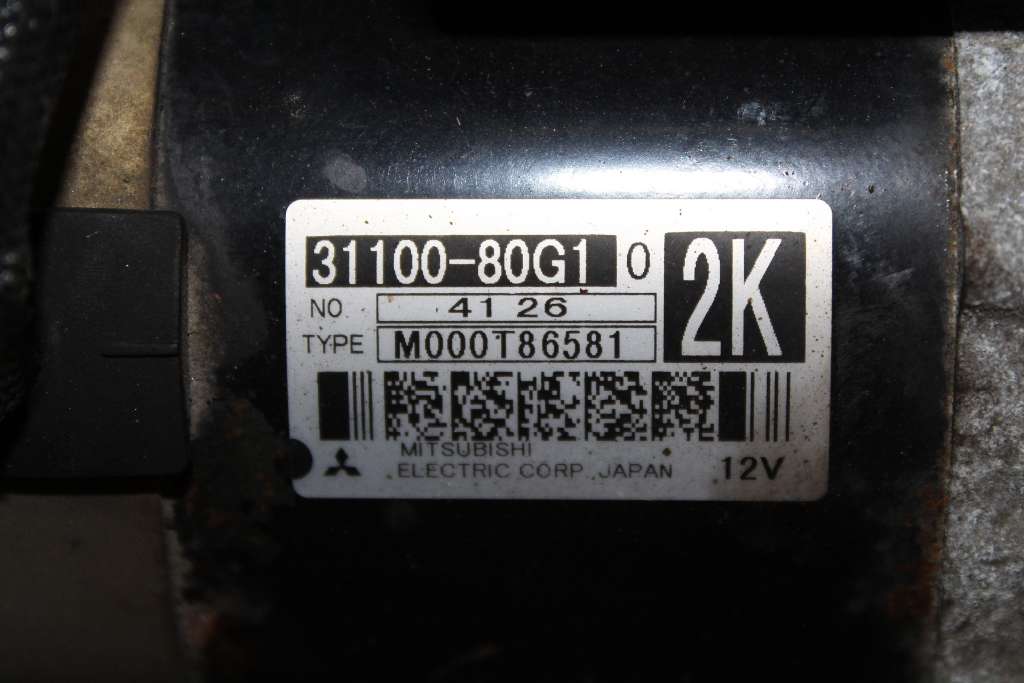 31100-80G1 0
2K
NO 41 26
TYPE M000T86581
MITSUBISHI
ELECTRIC CORP. JAPAN 12V